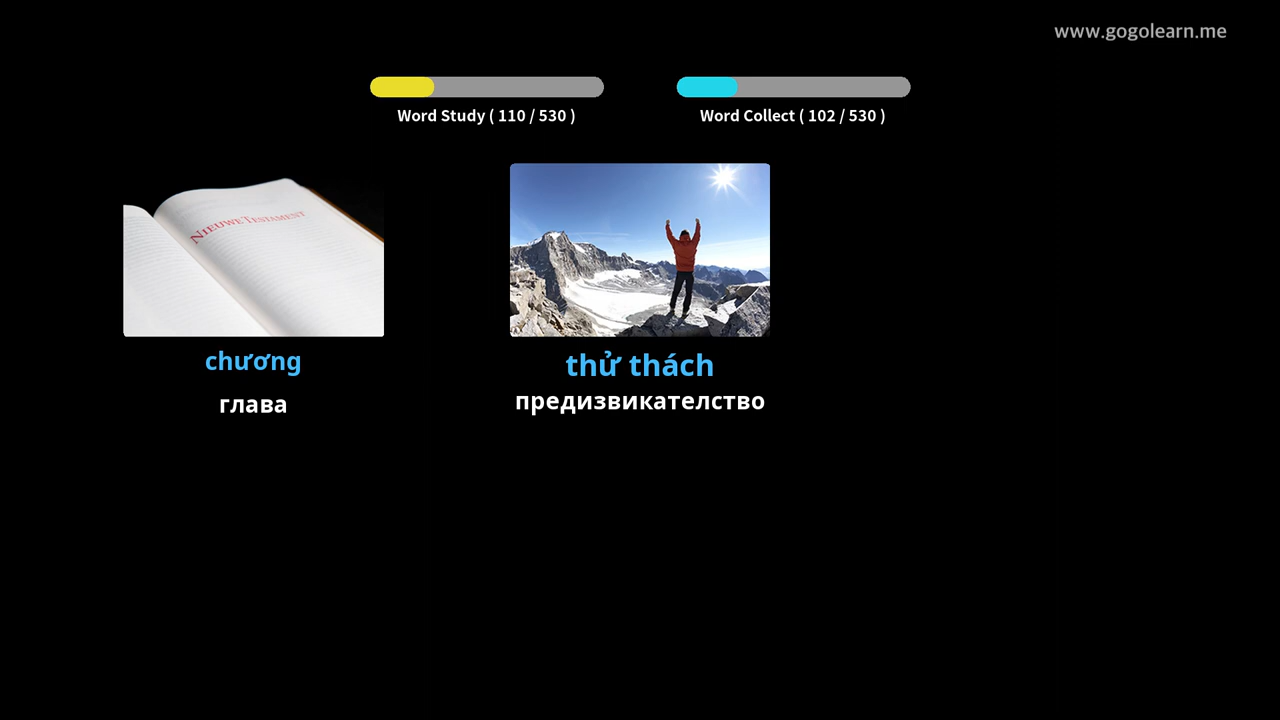 www.gogolearn.me
Word Study ( 110 / 530 )
Word Collect ( 102 / 530 )
NIEUWE TESTAMENT
chương
глава
thử thách
предизвикателство